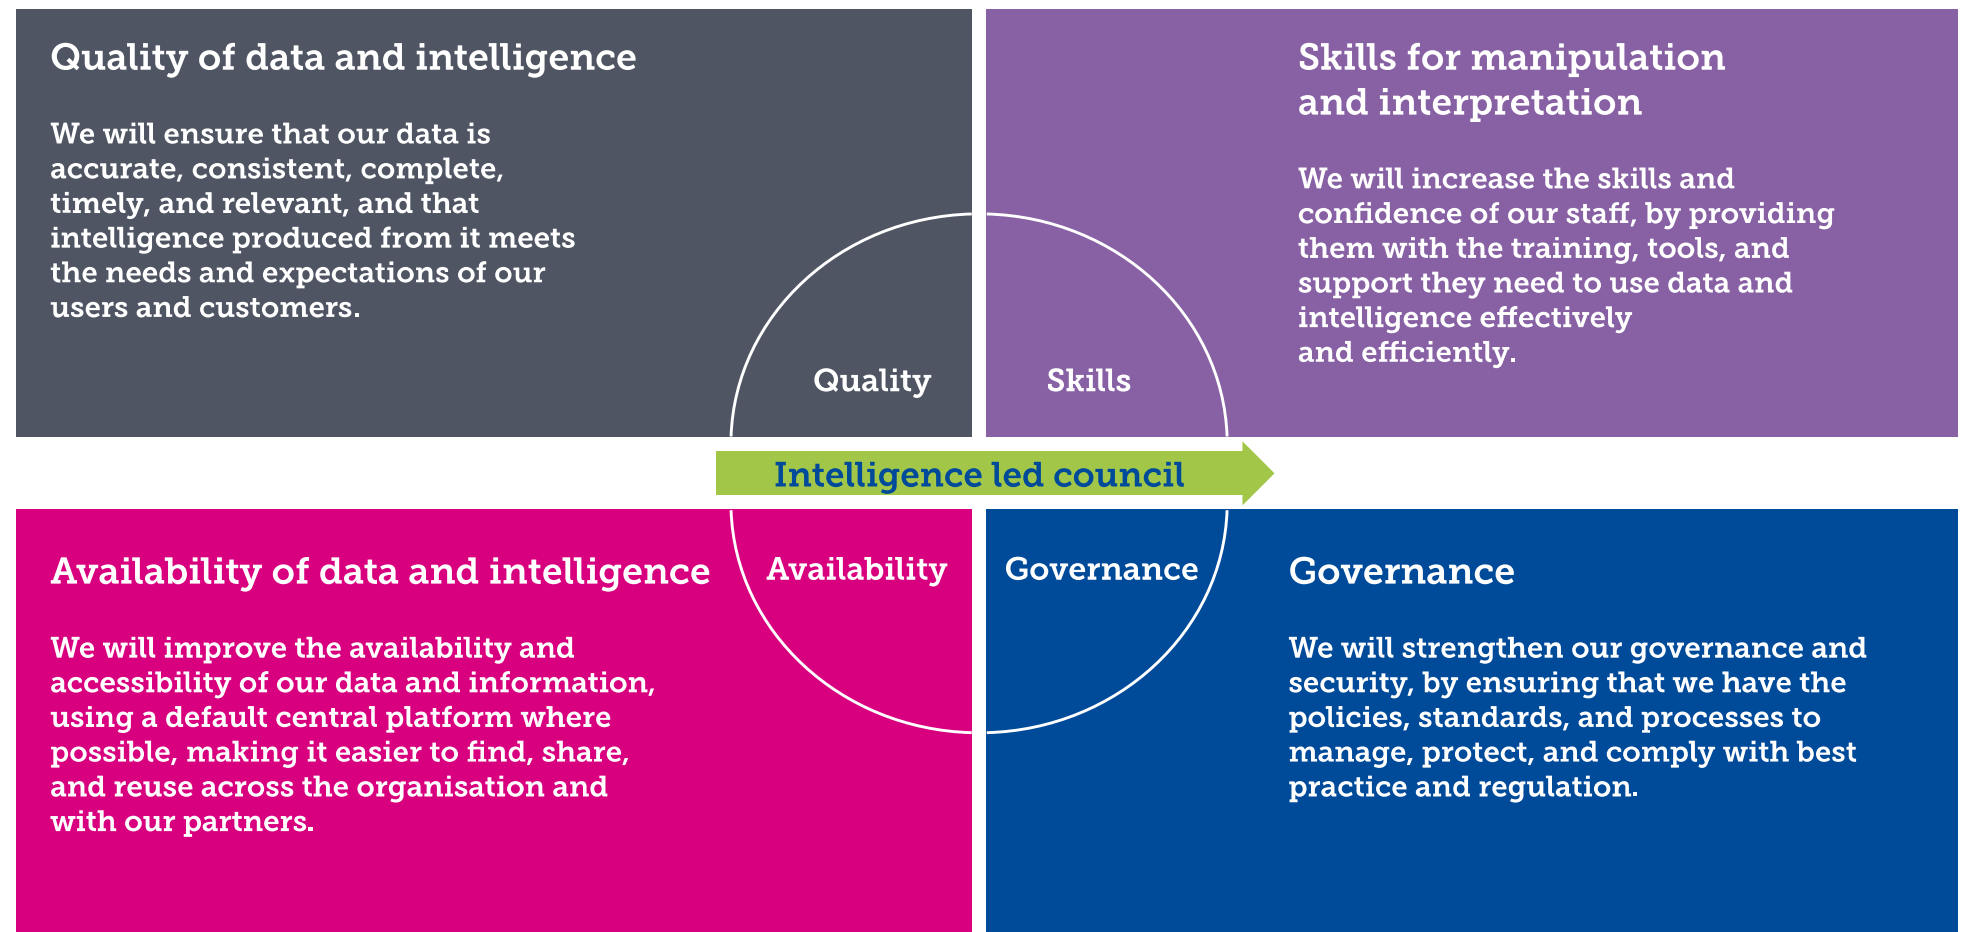 Quality of data and intelligence
We will ensure that our data is
accurate, consistent, complete,
timely, and relevant, and that
intelligence produced from it meets
the needs and expectations of our
users and customers.
Quality
Skills for manipulation
and interpretation
We will increase the skills and
confidence of our staff, by providing
them with the training, tools, and
support they need to use data and
intelligence effectively
and efficiently.
Skills
Intelligence led council
Availability of data and intelligence
We will improve the availability and
accessibility of our data and information,
using a default central platform where
possible, making it easier to find, share,
and reuse across the organisation and
with our partners.
Availability
Governance
Governance
We will strengthen our governance and
security, by ensuring that we have the
policies, standards, and processes to
manage, protect, and comply with best
practice and regulation.